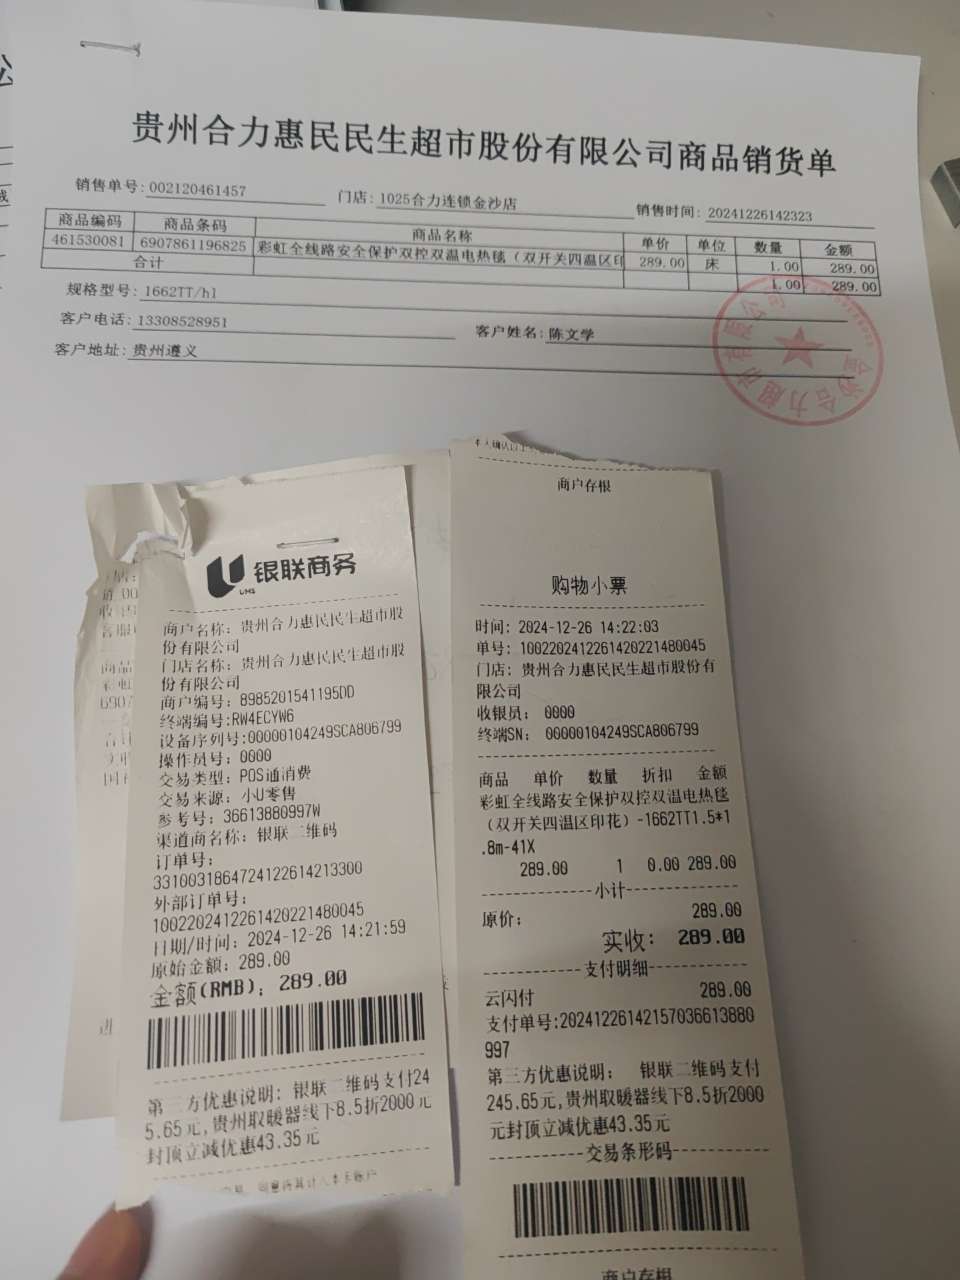 贵州合力惠民民生超市股份有限公司商品销货单
销售单号:002120461457 门店:1025合力连锁金沙店 销售时间:20241226142323
商品编码 商品条码 商品名称 单价 单位 数量 金额
461530081 6907861196825 彩虹全线路安全保护双控双温电热毯（双开关四温区印 289.00 床 1.00 289.00
合计 1.00 289.00
规格型号:1662TT/h1
客户电话:13308528951 客户姓名:陈文学
客户地址:贵州遵义
银联商务
UMS
商户名称：贵州合力惠民民生超市股
份有限公司
门店名称：贵州合力惠民民生超市股
份有限公司
商户编号：8985201541195DD
终端编号:RW4ECYW6
设备序列号:00000104249SCA806799
操作员号：0000
交易类型：POS通消费
交易来源：小U零售
参考号：36613880997W
渠道商名称：银联二维码
订单号：
33100318647241226142133​00
外部订单号：
1002202412261420221480045
日期/时间：2024-12-26 14:21:59
原始金额：289.00
金额(RMB)：289.00
第三方优惠说明：银联二维码支付24
5.65元,贵州取暖器线下8.5折2000元
封顶立减优惠43.35元
商户存根
购物小票
时间：2024-12-26 14:22:03
单号：1002202412261420221480045
门店：贵州合力惠民民生超市股份有
限公司
收银员： 0000
终端SN： 00000104249SCA806799
商品 单价 数量 折扣 金额
彩虹全线路安全保护双控双温电热毯
（双开关四温区印花）-1662TT1.5*1
.8m-41X
289.00 1 0.00 289.00
小计
原价： 289.00
实收： 289.00
支付明细
云闪付 289.00
支付单号:20241226142157036613880
997
第三方优惠说明： 银联二维码支付
245.65元,贵州取暖器线下8.5折2000
元封顶立减优惠43.35元
交易条形码
商户存根